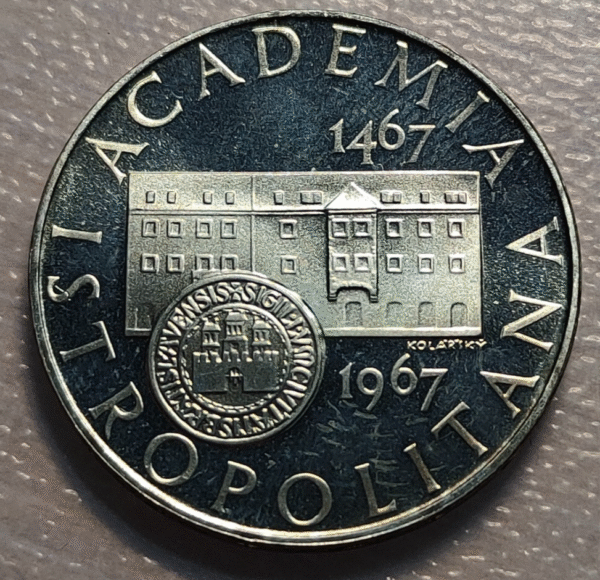 ACADEMIA
ISTROPOLITANA
1467
KOLÁRSKÝ
1967